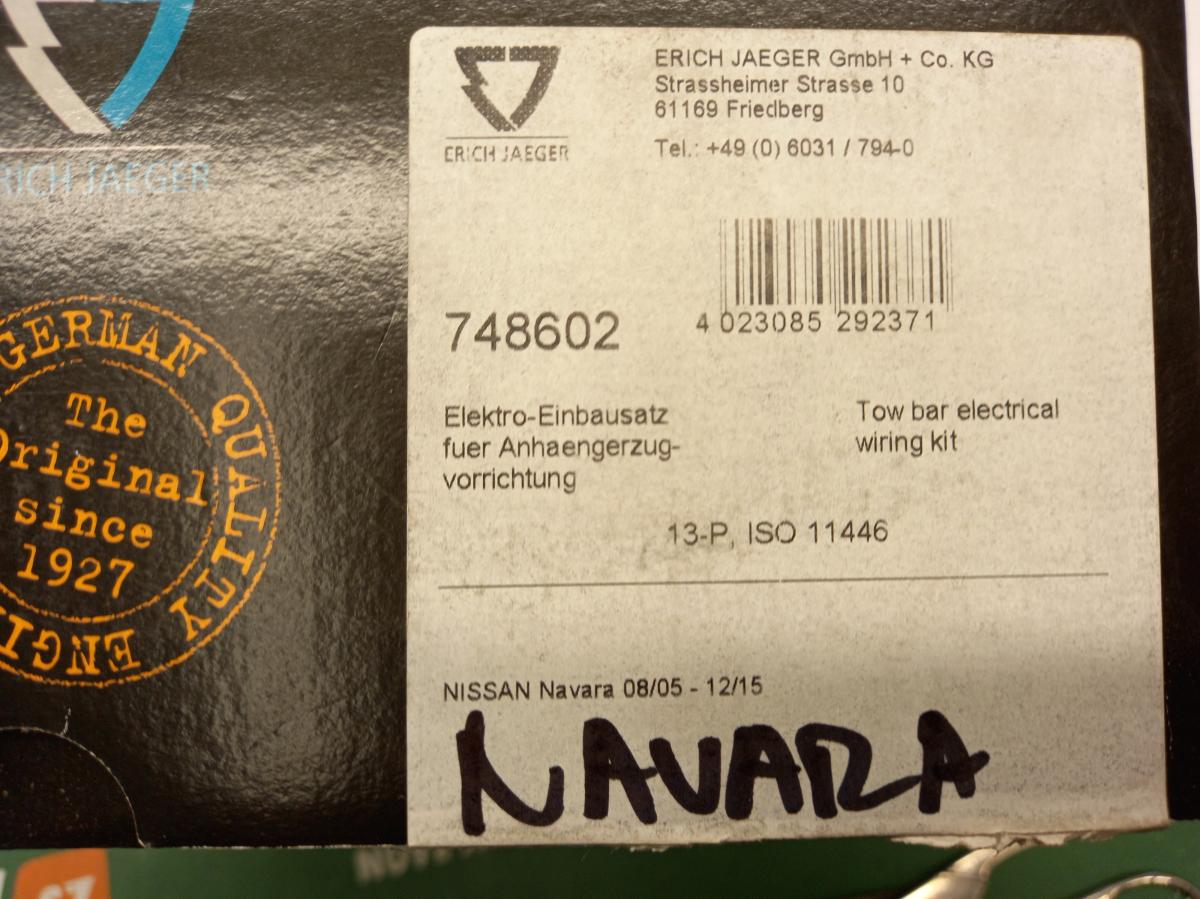 ERICH JAEGER
ERICH JAEGER GmbH + Co. KG
Strassheimer Strasse 10
61169 Friedberg
Tel.: +49 (0) 6031 / 794-0
JAEGER
4 023085 292371
748602
GERMAN QUALITY
The
Original
since
1927
Elektro-Einbausatz
fuer Anhaengerzug-
vorrichtung
Tow bar electrical
wiring kit
13-P, ISO 11446
NISSAN Navara 08/05 - 12/15
NAVARA